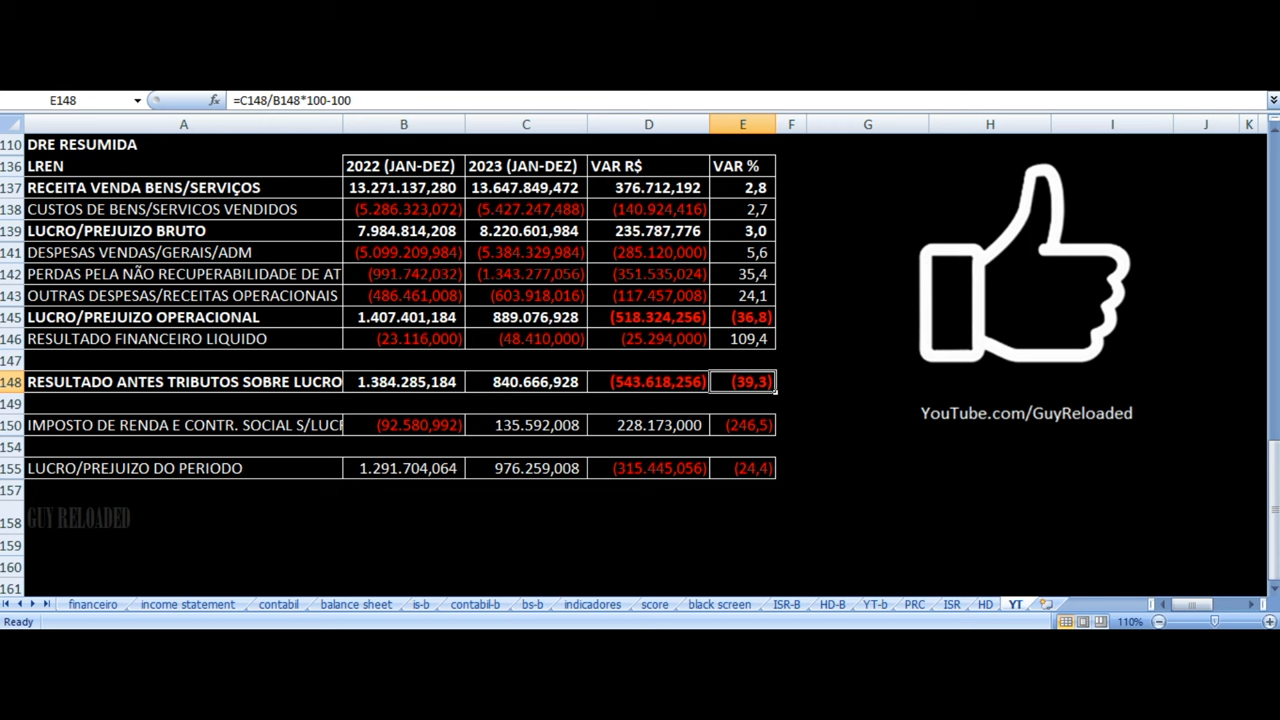 E148 fx =C148/B148*100-100
A B C D E F G H I J K
110 DRE RESUMIDA
136 LREN 2022 (JAN-DEZ) 2023 (JAN-DEZ) VAR R$ VAR %
137 RECEITA VENDA BENS/SERVIÇOS 13.271.137,280 13.647.849,472 376.712,192 2,8
138 CUSTOS DE BENS/SERVICOS VENDIDOS (5.286.323,072) (5.427.247,488) (140.924,416) 2,7
139 LUCRO/PREJUIZO BRUTO 7.984.814,208 8.220.601,984 235.787,776 3,0
141 DESPESAS VENDAS/GERAIS/ADM (5.099.209,984) (5.384.329,984) (285.120,000) 5,6
142 PERDAS PELA NÃO RECUPERABILIDADE DE AT (991.742,032) (1.343.277,056) (351.535,024) 35,4
143 OUTRAS DESPESAS/RECEITAS OPERACIONAIS (486.461,008) (603.918,016) (117.457,008) 24,1
145 LUCRO/PREJUIZO OPERACIONAL 1.407.401,184 889.076,928 (518.324,256) (36,8)
146 RESULTADO FINANCEIRO LIQUIDO (23.116,000) (48.410,000) (25.294,000) 109,4
147
148 RESULTADO ANTES TRIBUTOS SOBRE LUCRO 1.384.285,184 840.666,928 (543.618,256) (39,3)
149
YouTube.com/GuyReloaded
150 IMPOSTO DE RENDA E CONTR. SOCIAL S/LUCR (92.580,992) 135.592,008 228.173,000 (246,5)
154
155 LUCRO/PREJUIZO DO PERIODO 1.291.704,064 976.259,008 (315.445,056) (24,4)
157
158 GUY RELOADED
159
160
161
financeiro income statement contabil balance sheet is-b contabil-b bs-b indicadores score black screen ISR-B HD-B YT-b PRC ISR HD YT
Ready 110%